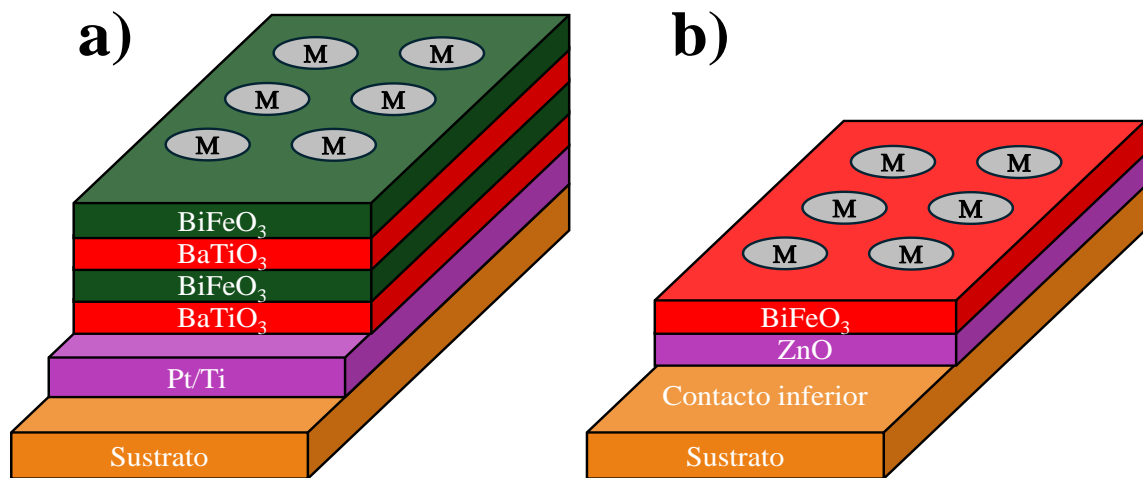 a)
M M
M M
M M
BiFeO₃
BaTiO₃
BiFeO₃
BaTiO₃
Pt/Ti
Sustrato
b)
M M
M M
M M
BiFeO₃
ZnO
Contacto inferior
Sustrato